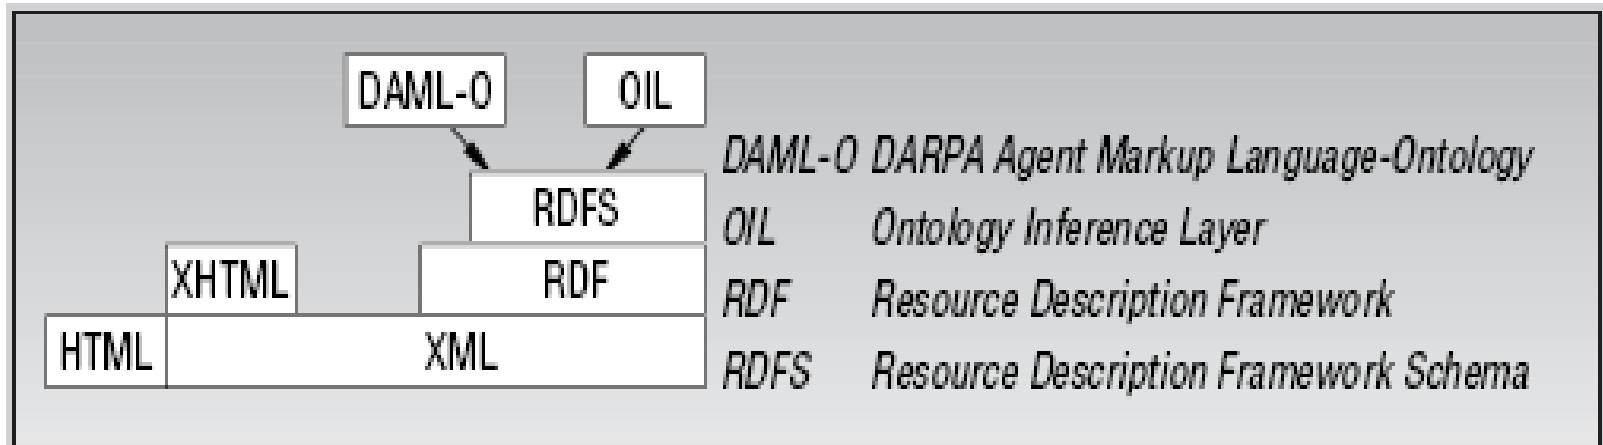 DAML-O OIL
DAML-O DARPA Agent Markup Language-Ontology
RDFS
OIL Ontology Inference Layer
XHTML RDF
RDF Resource Description Framework
HTML XML
RDFS Resource Description Framework Schema